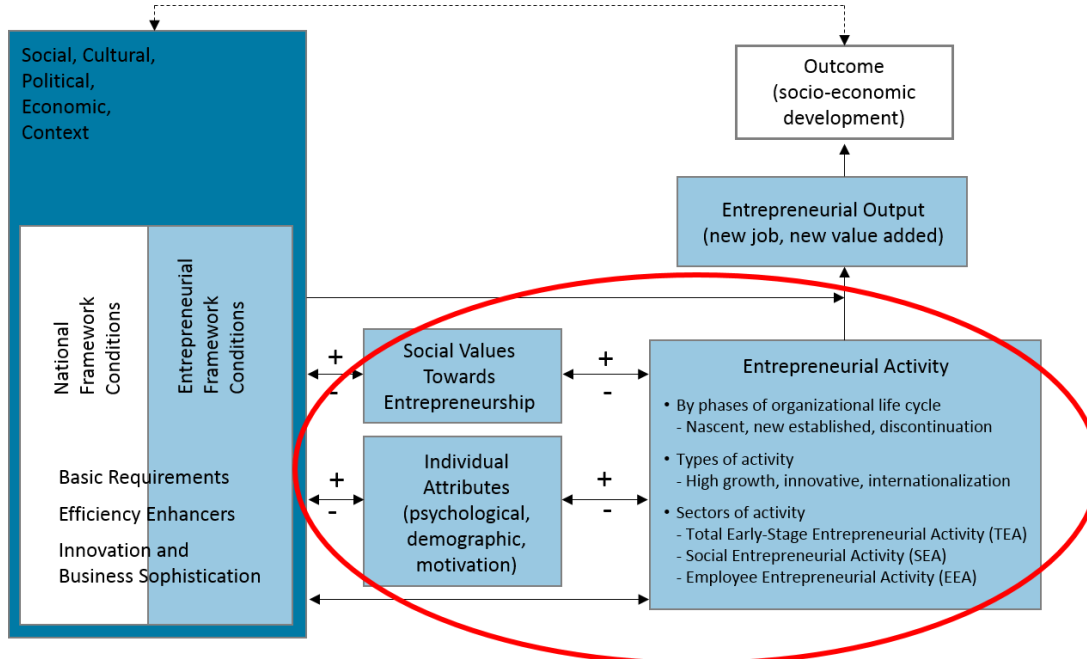 Social, Cultural,
Political,
Economic,
Context
National
Framework
Conditions
Entrepreneurial
Framework
Conditions
Basic Requirements
Efficiency Enhancers
Innovation and
Business Sophistication
+
-
+
-
Social Values
Towards
Entrepreneurship
Individual
Attributes
(psychological,
demographic,
motivation)
+
-
+
-
Outcome
(socio-economic
development)
Entrepreneurial Output
(new job, new value added)
Entrepreneurial Activity
• By phases of organizational life cycle
- Nascent, new established, discontinuation
• Types of activity
- High growth, innovative, internationalization
• Sectors of activity
- Total Early-Stage Entrepreneurial Activity (TEA)
- Social Entrepreneurial Activity (SEA)
- Employee Entrepreneurial Activity (EEA)